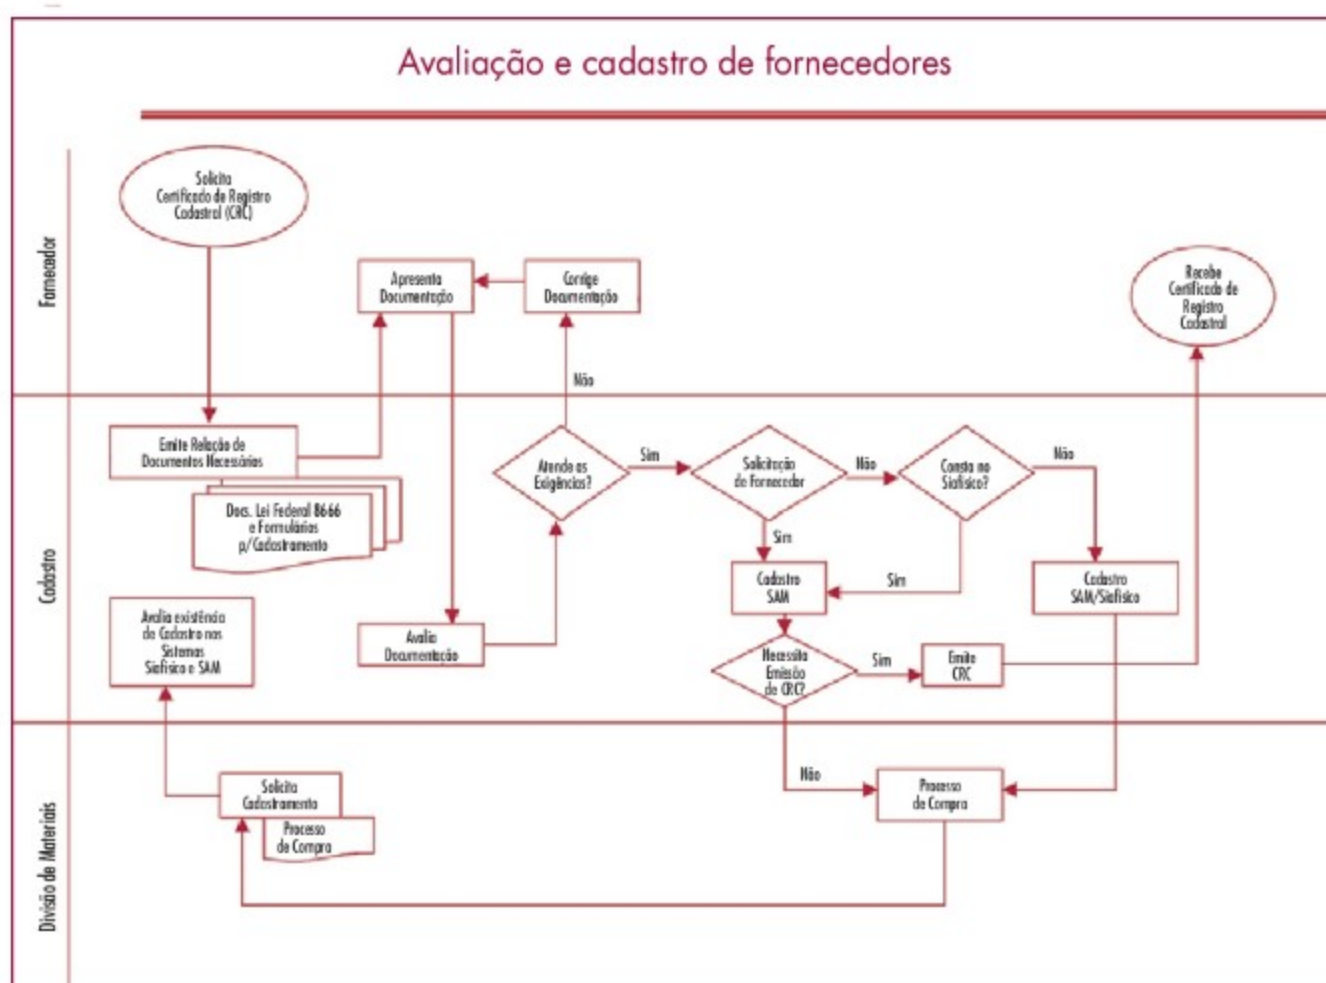 Avaliação e cadastro de fornecedores
Fornecedor
Solicita
Certificado de Registro
Cadastral (CRC)
Apresenta
Documentação
Corrige
Documentação
Recebe
Certificado de
Registro
Cadastral
Não
Cadastro
Emite Relação de
Documentos Necessários
Docs. Lei Federal 8666
e Formulários
p/Cadastramento
Atende as
Exigências?
Sim
Solicitação
de Fornecedor
Não
Consta no
Siafísico?
Não
Sim
Cadastro
SAM
Sim
Cadastro
SAM/Siafísico
Avalia existência
de Cadastro nos
Sistemas
Siafísico e SAM
Avalia
Documentação
Necessita
Emissão
de CRC?
Sim
Emite
CRC
Divisão de Materiais
Solicita
Cadastramento
Processo
de Compra
Não
Processo
de Compra